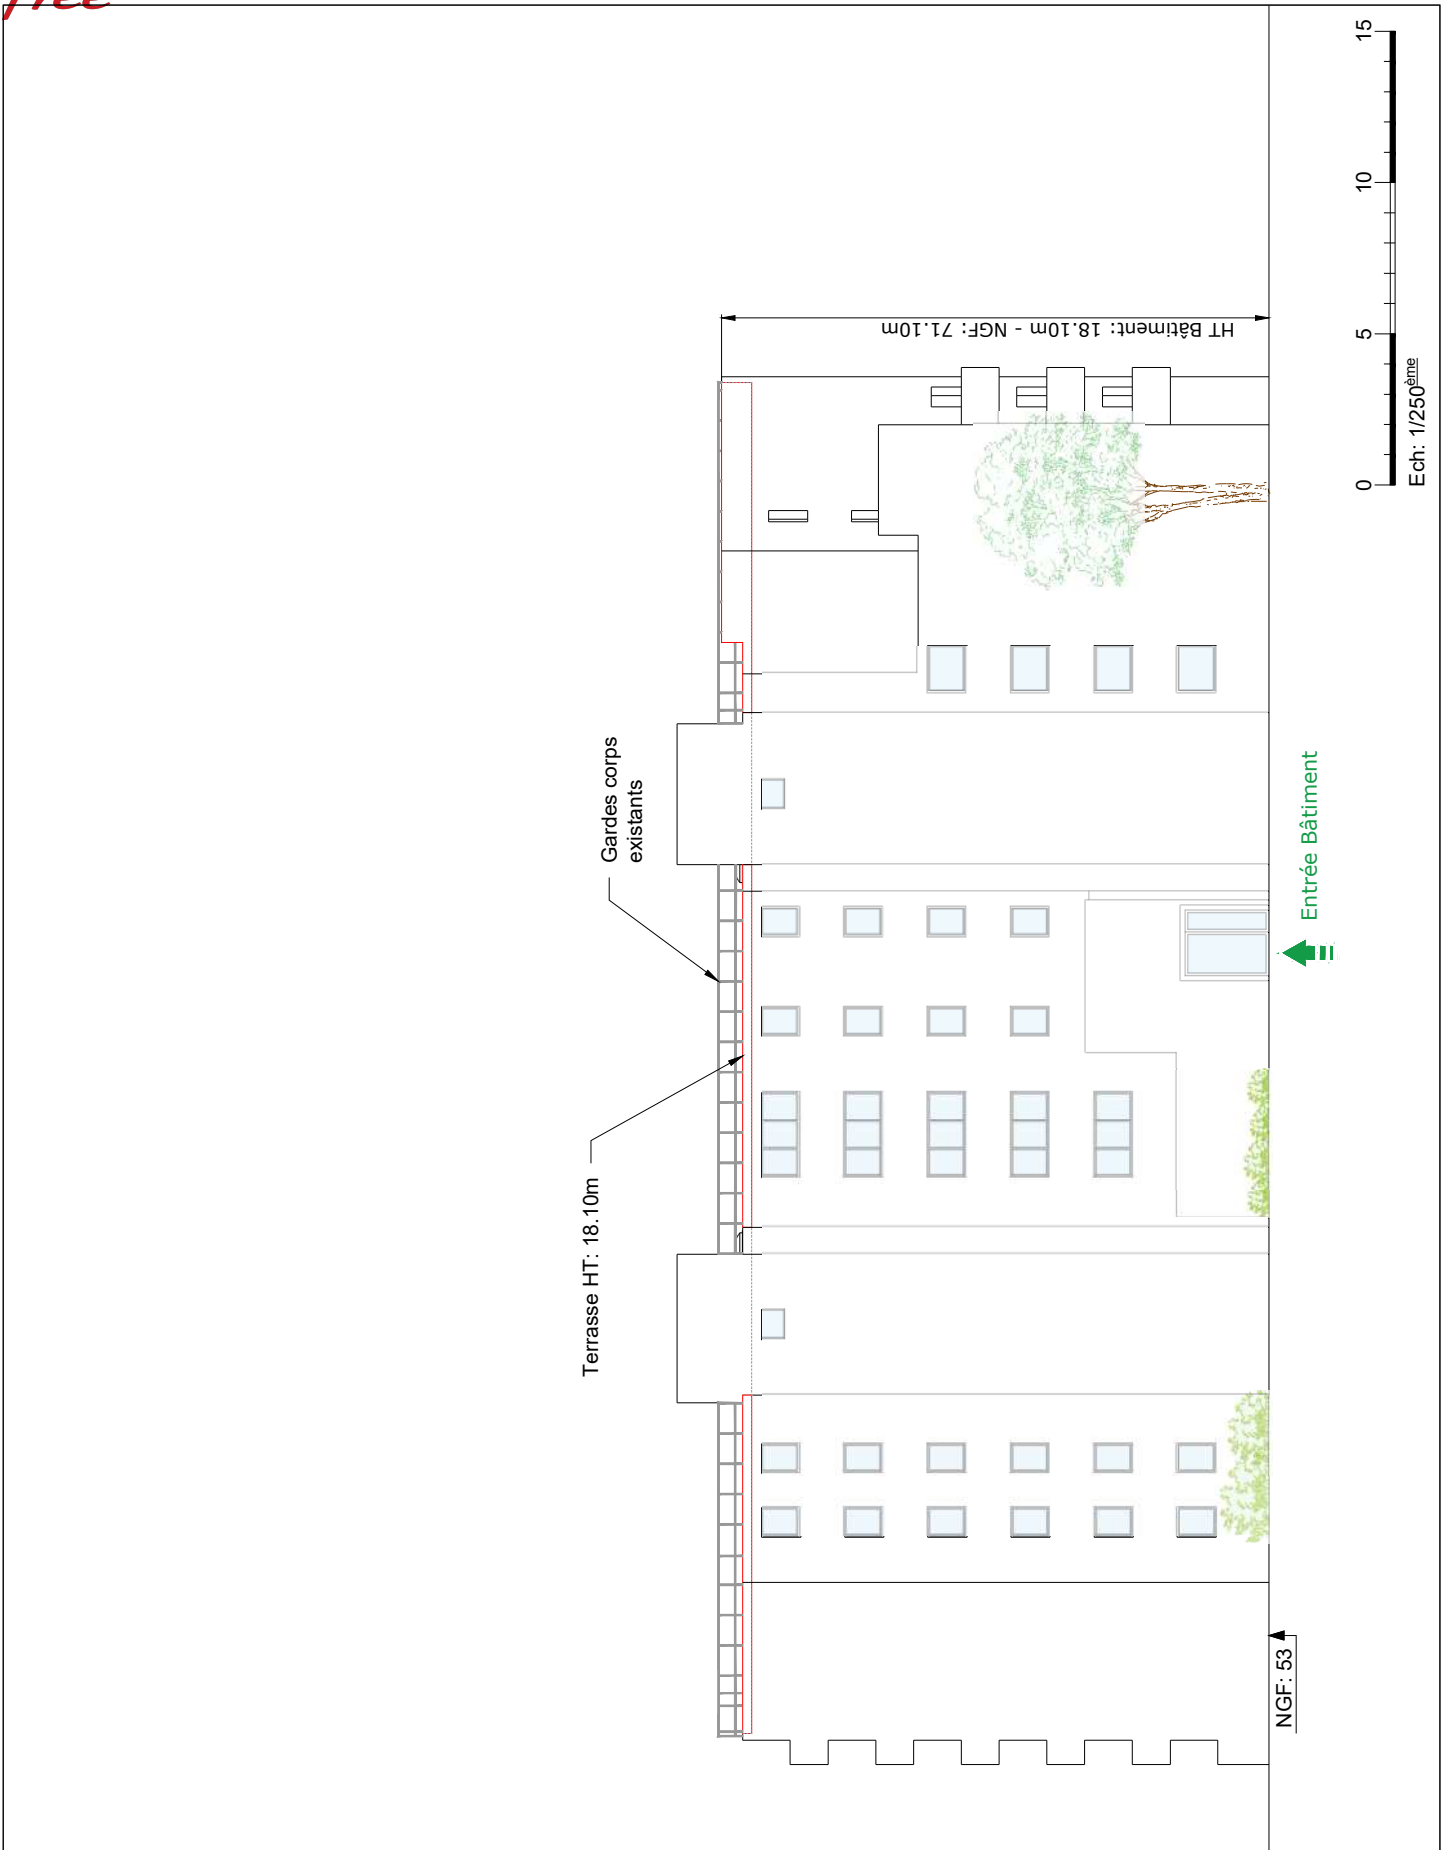 free
Gardes corps
existants
Terrasse HT: 18.10m
HT Bâtiment: 18.10m - NGF: 71.10m
Entrée Bâtiment
NGF: 53
0 5 10 15
Ech: 1/250ème